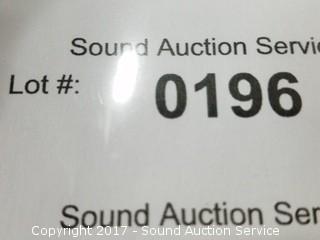 Sound Auction Servic
Lot #: 0196
Sound Auction Ser
Copyright 2017 - Sound Auction Service